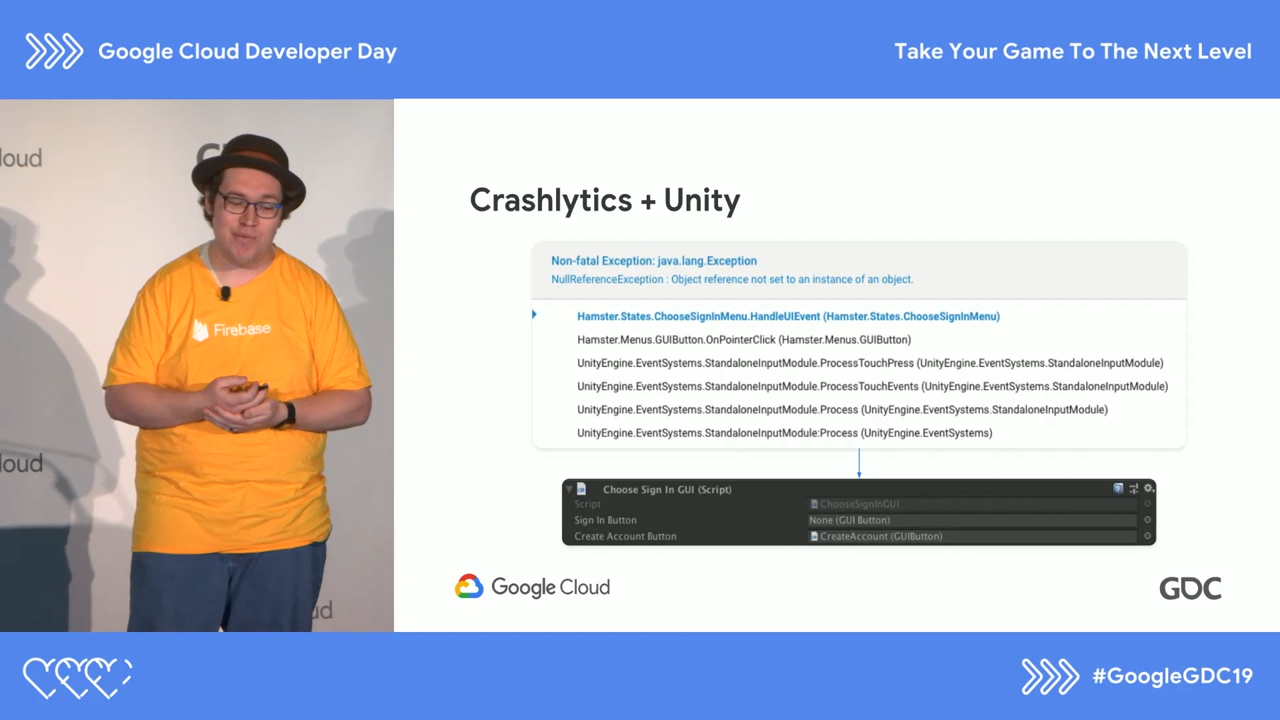 Google Cloud Developer Day
Take Your Game To The Next Level
loud
Cl
Firebase
loud
ud
Crashlytics + Unity
Non-fatal Exception: java.lang.Exception
NullReferenceException : Object reference not set to an instance of an object.
Hamster.States.ChooseSignInMenu.HandleUIEvent (Hamster.States.ChooseSignInMenu)
Hamster.Menus.GUIButton.OnPointerClick (Hamster.Menus.GUIButton)
UnityEngine.EventSystems.StandaloneInputModule.ProcessTouchPress (UnityEngine.EventSystems.StandaloneInputModule)
UnityEngine.EventSystems.StandaloneInputModule.ProcessTouchEvents (UnityEngine.EventSystems.StandaloneInputModule)
UnityEngine.EventSystems.StandaloneInputModule.Process (UnityEngine.EventSystems.StandaloneInputModule)
UnityEngine.EventSystems.StandaloneInputModule:Process (UnityEngine.EventSystems)
Choose Sign In GUI (Script)
Script ChooseSignInGUI
Sign In Button None (GUI Button)
Create Account Button CreateAccount (GUIButton)
Google Cloud
GDC
#GoogleGDC19